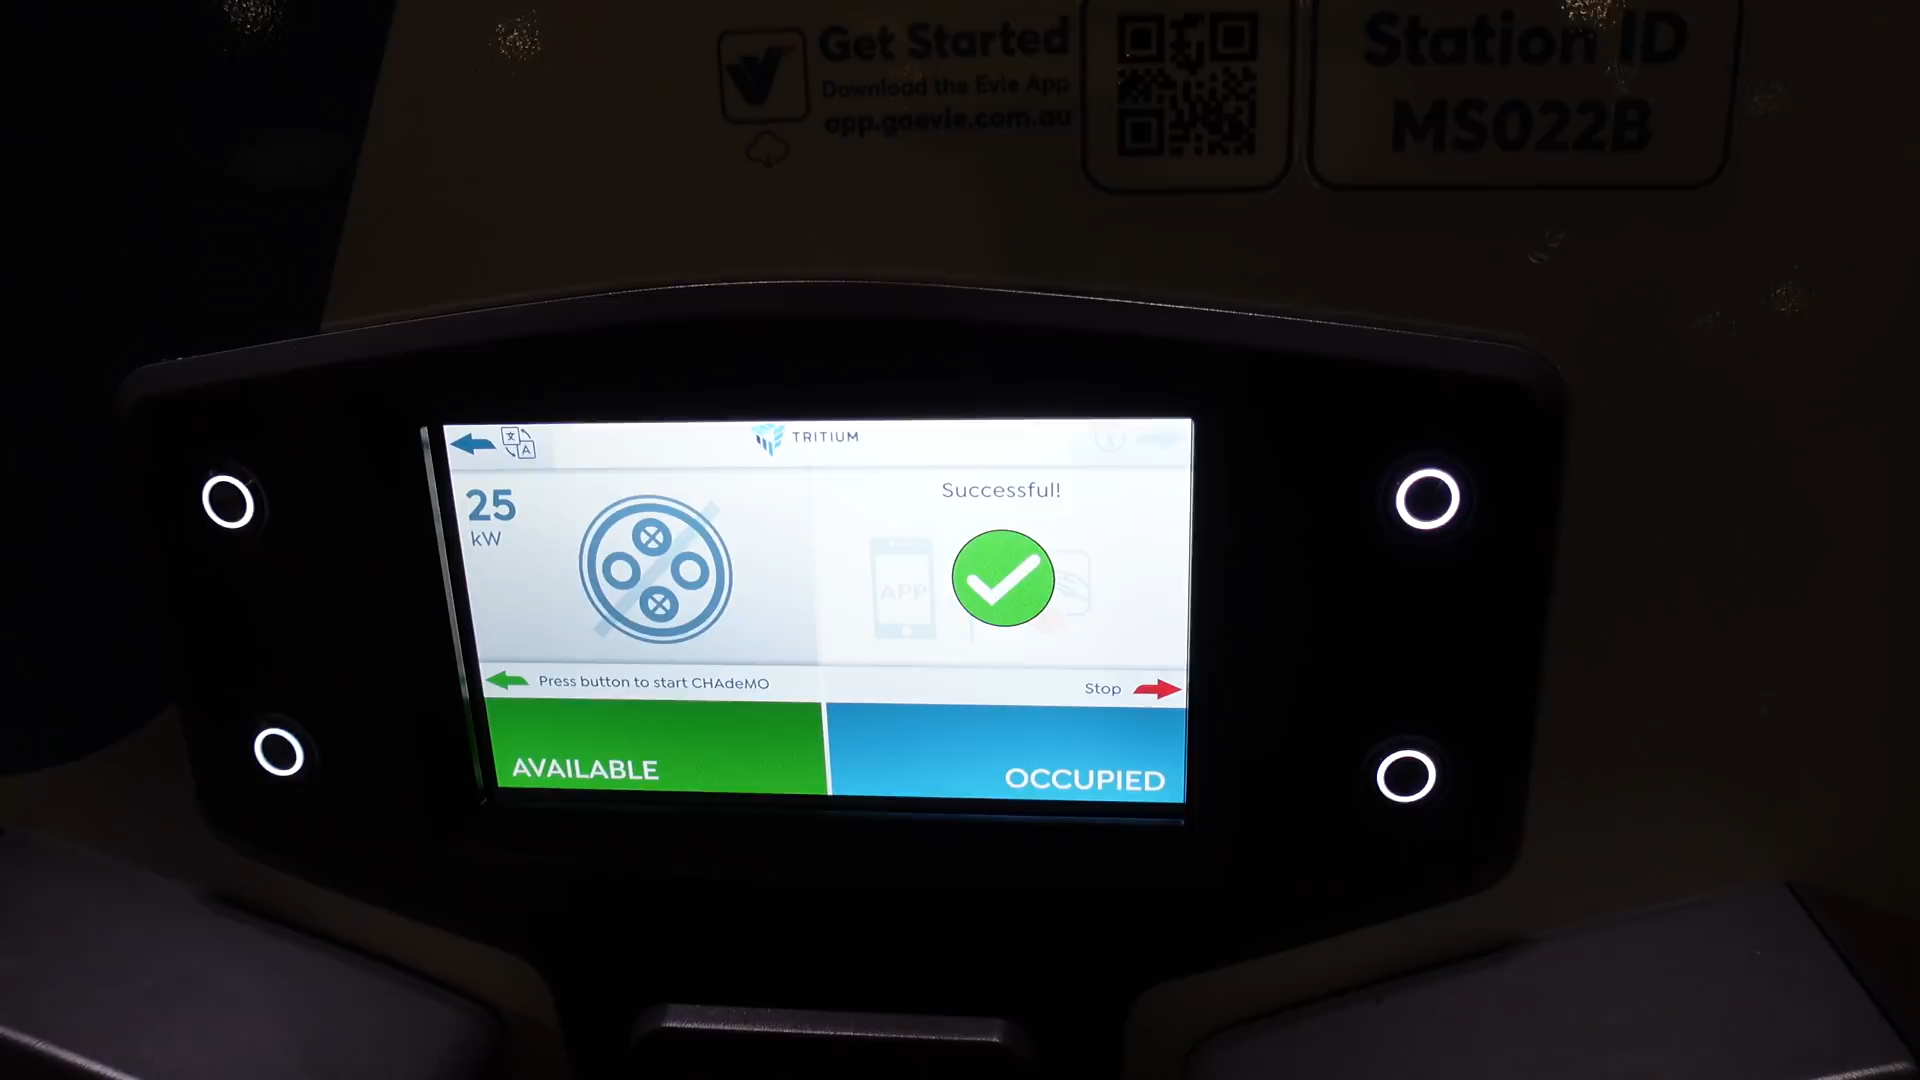 Get Started
Download the Evie App
app.goevie.com.au
Station ID
MS022B
TRITIUM
25
kW
Successful!
APP
Press button to start CHAdeMO
Stop
AVAILABLE
OCCUPIED